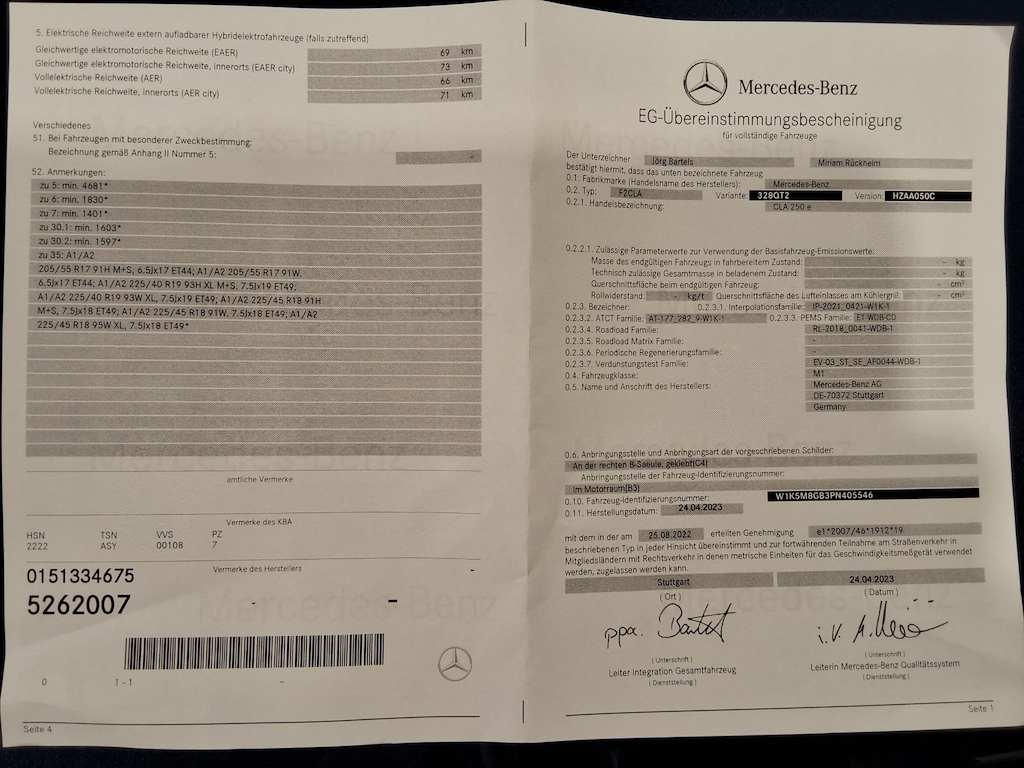 5. Elektrische Reichweite extern aufladbarer Hybridelektrofahrzeuge (falls zutreffend)
Gleichwertige elektromotorische Reichweite (EAER) 69 km
Gleichwertige elektromotorische Reichweite, innerorts (EAER city) 73 km
Vollelektrische Reichweite (AER) 66 km
Vollelektrische Reichweite, innerorts (AER city) 71 km
Verschiedenes
51. Bei Fahrzeugen mit besonderer Zweckbestimmung:
Bezeichnung gemäß Anhang II Nummer 5: -
52. Anmerkungen:
zu 5: min. 4681*
zu 6: min. 1830*
zu 7: min. 1401*
zu 30.1: min. 1603*
zu 30.2: min. 1597*
zu 35: A1/A2
205/55 R17 91H M+S, 6.5Jx17 ET44; A1/A2 205/55 R17 91W,
6.5Jx17 ET44; A1/A2 225/40 R19 93H XL M+S, 7.5Jx19 ET49;
A1/A2 225/40 R19 93W XL, 7.5Jx19 ET49; A1/A2 225/45 R18 91H
M+S, 7.5Jx18 ET49; A1/A2 225/45 R18 91W, 7.5Jx18 ET49; A1/A2
225/45 R18 95W XL, 7.5Jx18 ET49*
amtliche Vermerke
Vermerke des KBA
HSN TSN VVS PZ
2222 ASY 00108 7
Vermerke des Herstellers
0151334675 -
5262007 - -
0 1-1 -
Seite 4
Mercedes-Benz
EG-Übereinstimmungsbescheinigung
für vollständige Fahrzeuge
Der Unterzeichner Jörg Bartels Miriam Rückheim
bestätigt hiermit, dass das unten bezeichnete Fahrzeug
0.1. Fabrikmarke (Handelsname des Herstellers): Mercedes-Benz
0.2. Typ: F2CLA Variante: 328QT2 Version: HZAA050C
0.2.1. Handelsbezeichnung: CLA 250 e
0.2.2.1. Zulässige Parameterwerte zur Verwendung der Basisfahrzeug-Emissionswerte:
Masse des endgültigen Fahrzeugs in fahrbereitem Zustand: - kg
Technisch zulässige Gesamtmasse in beladenem Zustand: - kg
Querschnittsfläche beim endgültigen Fahrzeug: - cm²
Rollwiderstand: - kg/t Querschnittsfläche des Lufteinlasses am Kühlergril: - cm²
0.2.3. Bezeichner: 0.2.3.1. Interpolationsfamilie: IP-2021_0421-W1K-1
0.2.3.2. ATCT Familie: AT-177_282_9-W1K-1 0.2.3.3. PEMS Familie: E1-WDB-CD
0.2.3.4. Roadload Familie: RL-2018_0041-WDB-1
0.2.3.5. Roadload Matrix Familie: -
0.2.3.6. Periodische Regenerierungsfamilie: -
0.2.3.7. Verdunstungstest Familie: EV-03_ST_SE_AF0044-WDB-1
0.4. Fahrzeugklasse: M1
0.5. Name und Anschrift des Herstellers: Mercedes-Benz AG
DE-70372 Stuttgart
Germany
0.6. Anbringungsstelle und Anbringungsart der vorgeschriebenen Schilder:
An der rechten B-Saeule, geklebt(C4)
Anbringungsstelle der Fahrzeug-Identifizierungsnummer:
Im Motorraum(B3)
0.10. Fahrzeug-Identifizierungsnummer: W1K5M8GB3PN405546
0.11. Herstellungsdatum: 24.04.2023
mit dem in der am 25.08.2022 erteilten Genehmigung e1*2007/46*1912*19
beschriebenen Typ in jeder Hinsicht übereinstimmt und zur fortwährenden Teilnahme am Straßenverkehr in
Mitgliedsländern mit Rechtsverkehr in denen metrische Einheiten für das Geschwindigkeitsmeßgerät verwendet
werden, zugelassen werden kann.
Stuttgart 24.04.2023
(Ort) (Datum)
ppa. i.V.
(Unterschrift) (Unterschrift)
Leiter Integration Gesamtfahrzeug Leiterin Mercedes-Benz Qualitätssystem
(Dienststellung) (Dienststellung)
Seite 1